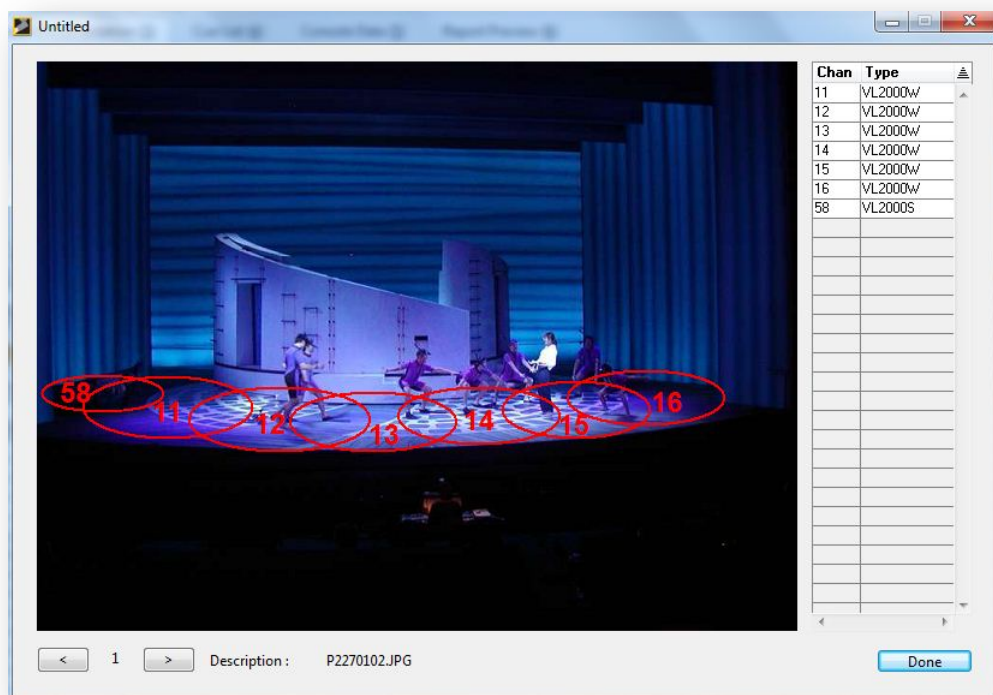 Untitled
Chan Type
11 VL2000W
12 VL2000W
13 VL2000W
14 VL2000W
15 VL2000W
16 VL2000W
58 VL2000S
58
11
12
13
14
15
16
< 1 > Description : P2270102.JPG
Done